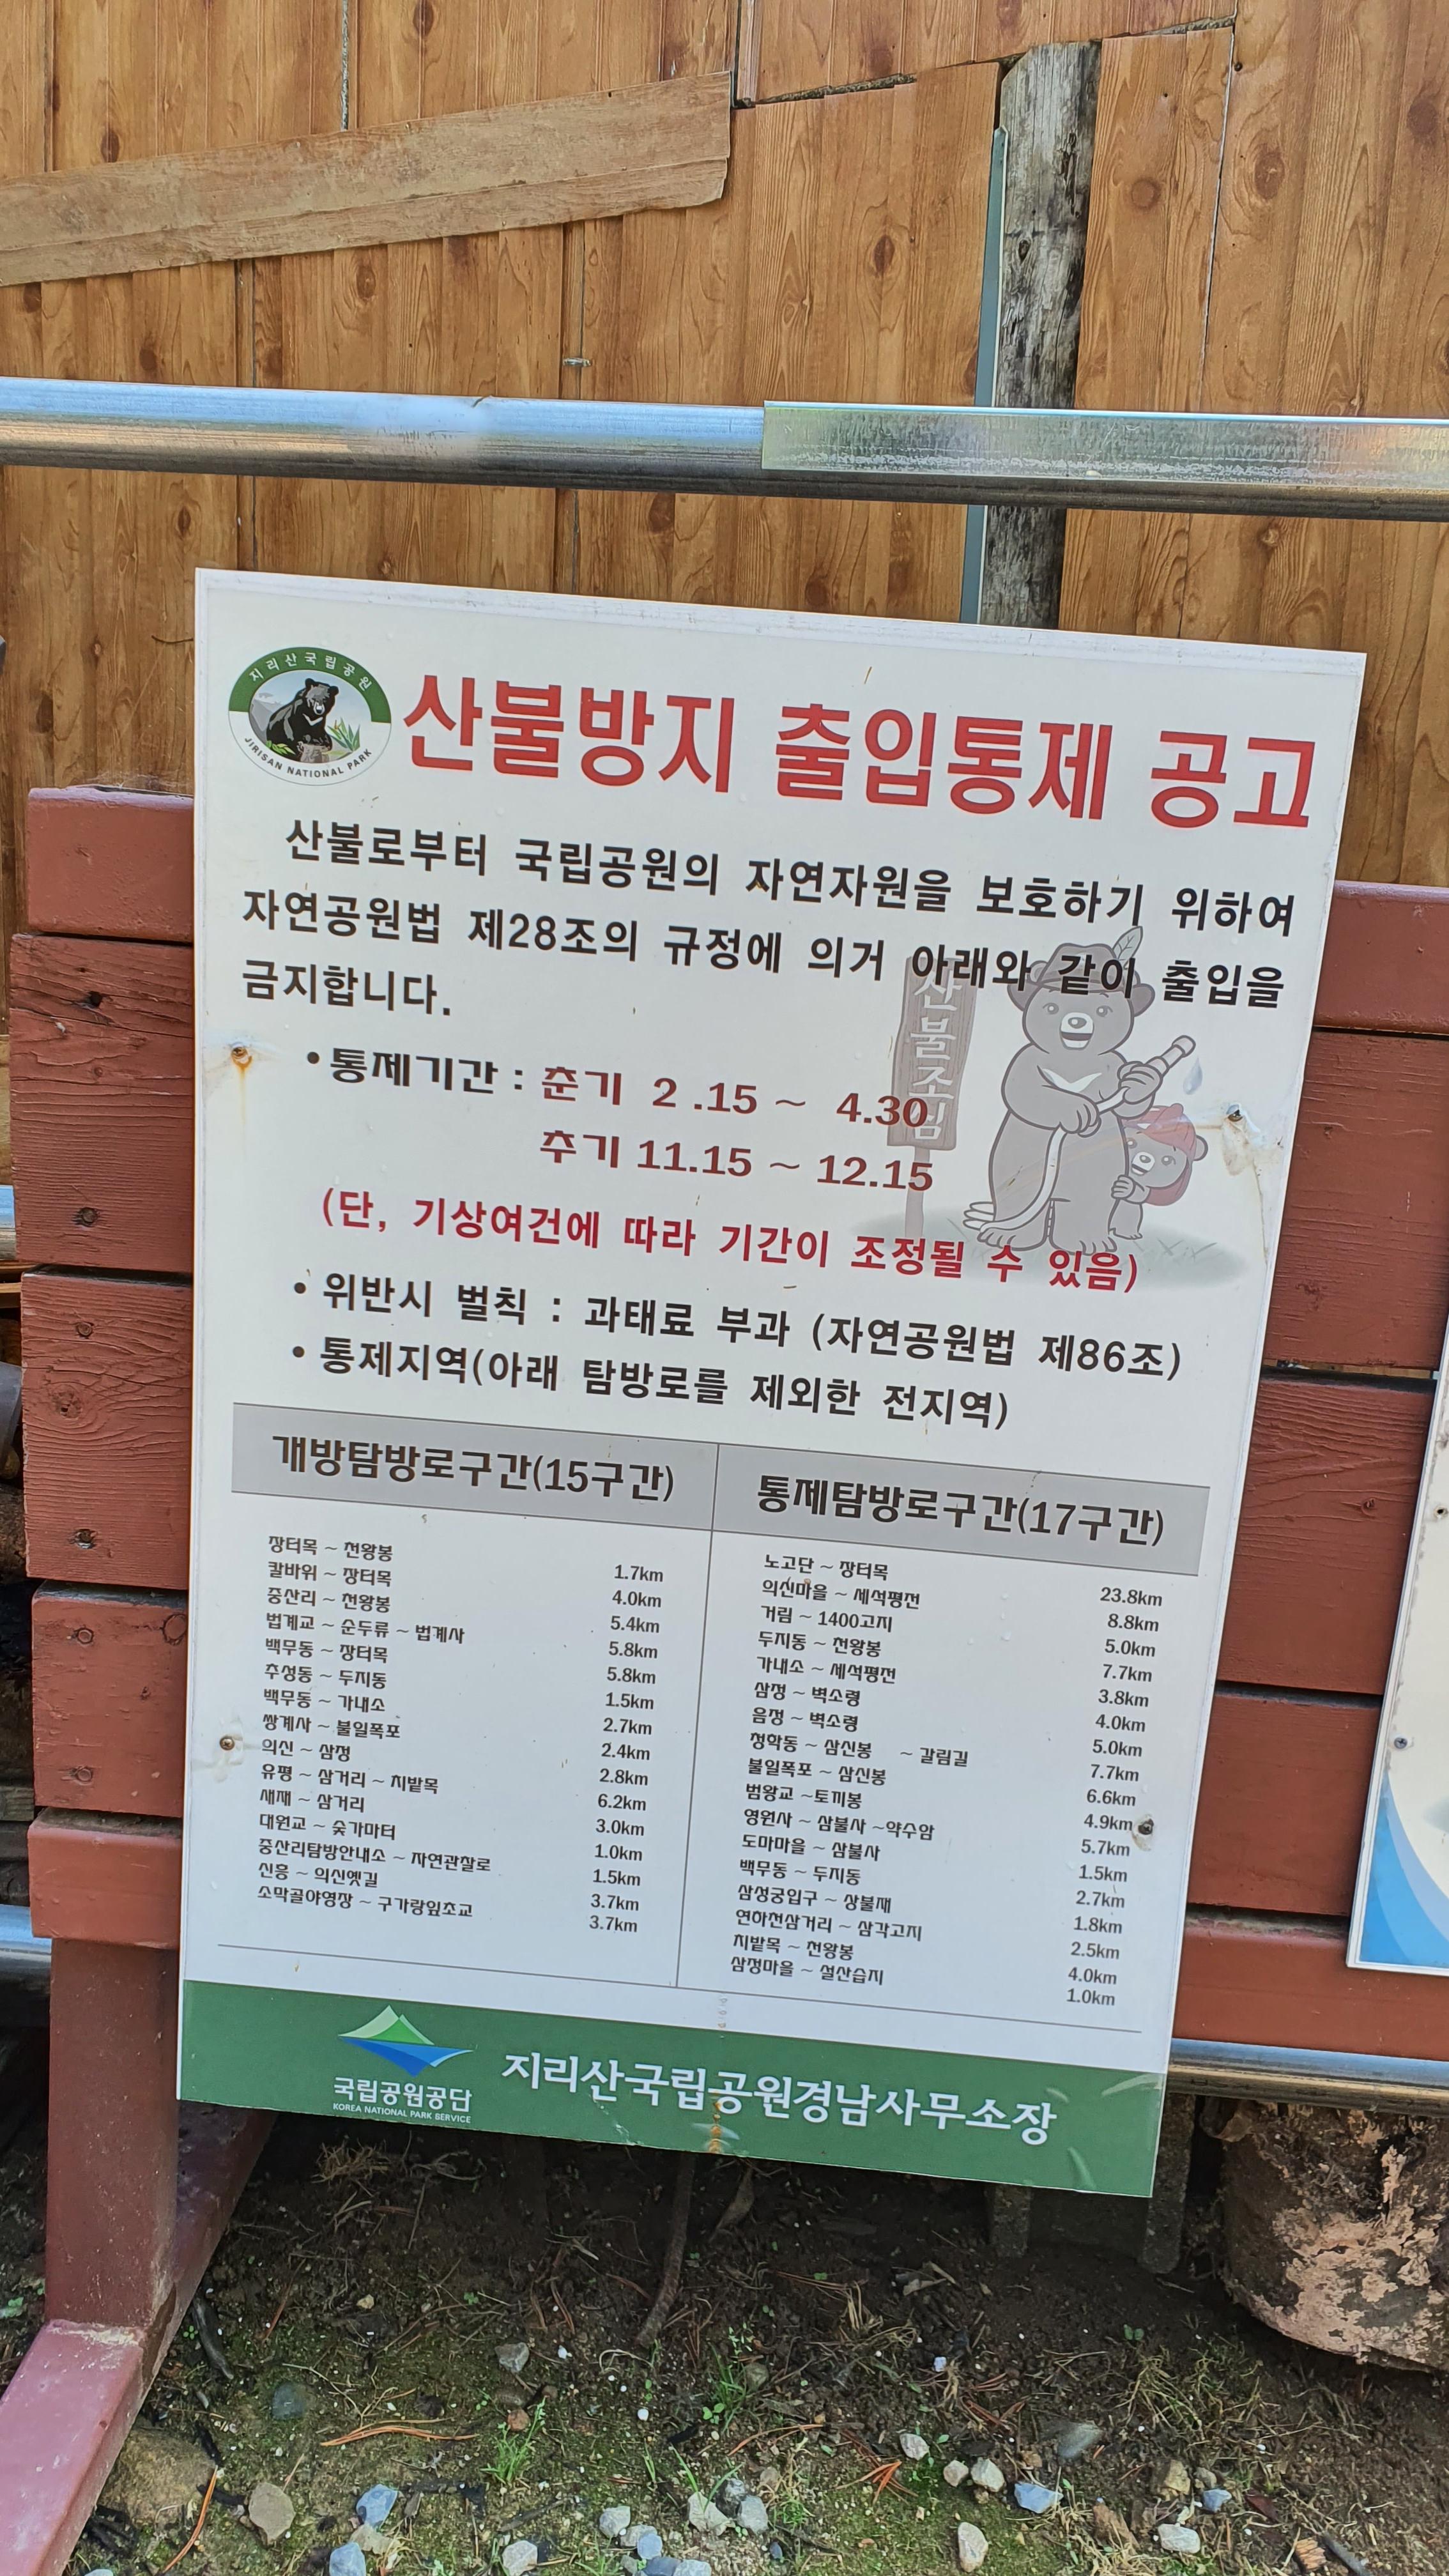 지리산국립공원
JIRISAN NATIONAL PARK
산불방지 출입통제 공고
산불로부터 국립공원의 자연자원을 보호하기 위하여
자연공원법 제28조의 규정에 의거 아래와 같이 출입을
금지합니다.
산불조심
• 통제기간 : 춘기 2 .15 ~ 4.30
추기 11.15 ~ 12.15
(단, 기상여건에 따라 기간이 조정될 수 있음)
• 위반시 벌칙 : 과태료 부과 (자연공원법 제86조)
• 통제지역(아래 탐방로를 제외한 전지역)
개방탐방로구간(15구간)
장터목 ~ 천왕봉 1.7km
칼바위 ~ 장터목 4.0km
중산리 ~ 천왕봉 5.4km
법계교 ~ 순두류 ~ 법계사 5.8km
백무동 ~ 장터목 5.8km
추성동 ~ 두지동 1.5km
백무동 ~ 가내소 2.7km
쌍계사 ~ 불일폭포 2.4km
의신 ~ 삼정 2.8km
유평 ~ 삼거리 ~ 치밭목 6.2km
새재 ~ 삼거리 3.0km
대원교 ~ 숯가마터 1.0km
중산리탐방안내소 ~ 자연관찰로 1.5km
신흥 ~ 의신옛길 3.7km
소막골야영장 ~ 구가랑잎초교 3.7km
통제탐방로구간(17구간)
노고단 ~ 장터목 23.8km
의신마을 ~ 세석평전 8.8km
거림 ~ 1400고지 5.0km
두지동 ~ 천왕봉 7.7km
가내소 ~ 세석평전 3.8km
삼정 ~ 벽소령 4.0km
음정 ~ 벽소령 5.0km
청학동 ~ 삼신봉 ~ 갈림길 7.7km
불일폭포 ~ 삼신봉 6.6km
범왕교 ~토끼봉 4.9km
영원사 ~ 삼불사 ~약수암 5.7km
도마마을 ~ 삼불사 1.5km
백무동 ~ 두지동 2.7km
삼성궁입구 ~ 상불재 1.8km
연하천삼거리 ~ 삼각고지 2.5km
치밭목 ~ 천왕봉 4.0km
삼정마을 ~ 설산습지 1.0km
국립공원공단
KOREA NATIONAL PARK SERVICE
지리산국립공원경남사무소장